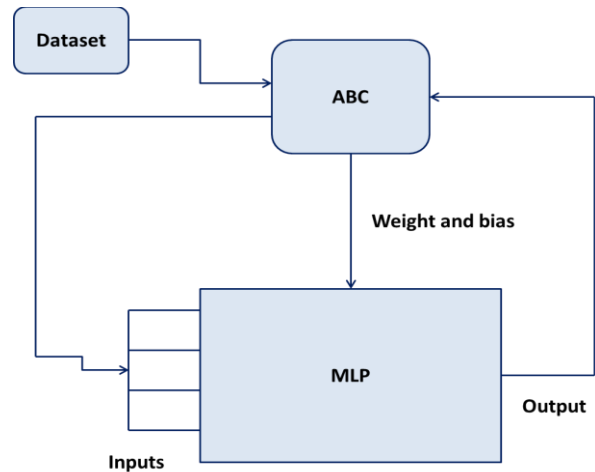 Dataset
ABC
Weight and bias
MLP
Output
Inputs